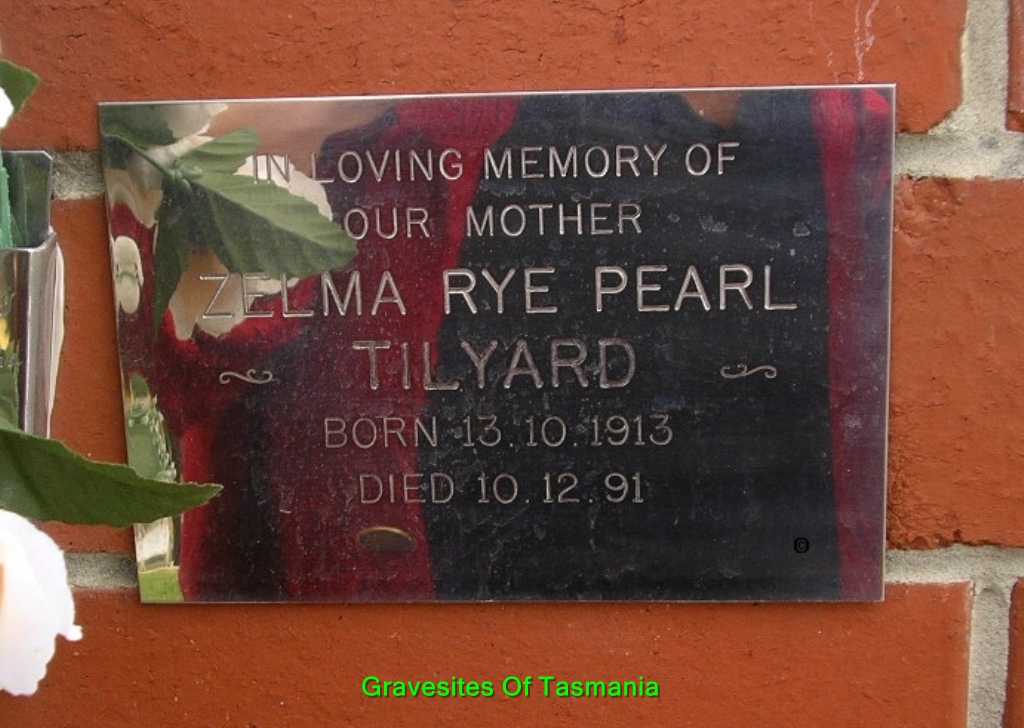 IN LOVING MEMORY OF
OUR MOTHER
ZELMA RYE PEARL
TILYARD
BORN 13.10.1913
DIED 10.12.91
©
Gravesites Of Tasmania